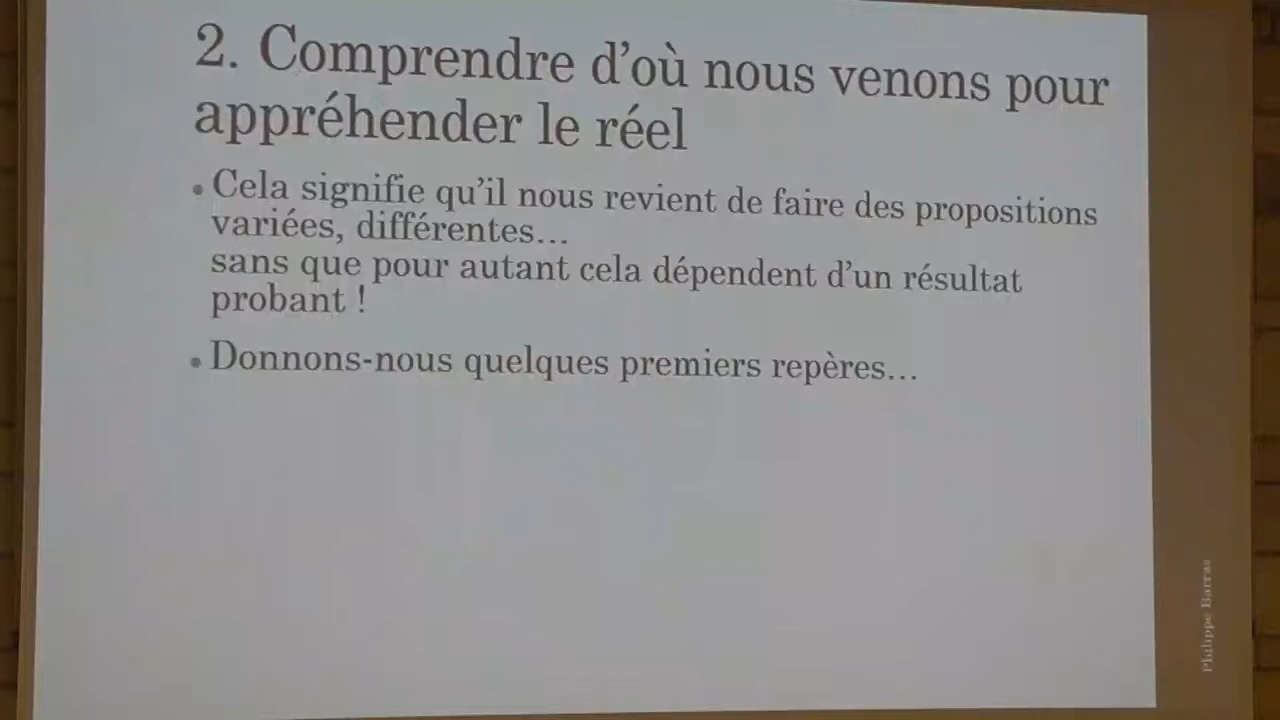 2. Comprendre d'où nous venons pour
appréhender le réel
• Cela signifie qu'il nous revient de faire des propositions
variées, différentes...
sans que pour autant cela dépendent d'un résultat
probant !
• Donnons-nous quelques premiers repères...
Philippe Barras